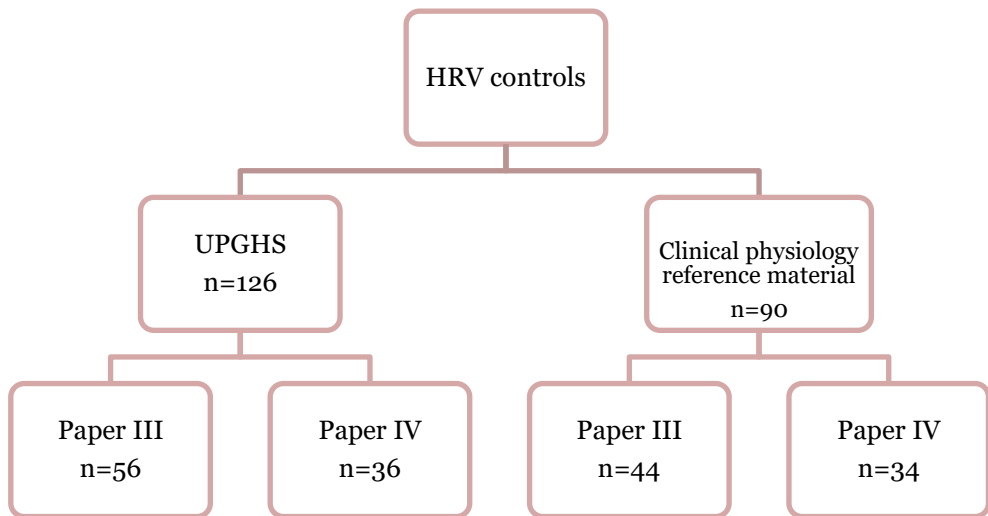 HRV controls
UPGHS
n=126
Clinical physiology
reference material
n=90
Paper III
n=56
Paper IV
n=36
Paper III
n=44
Paper IV
n=34